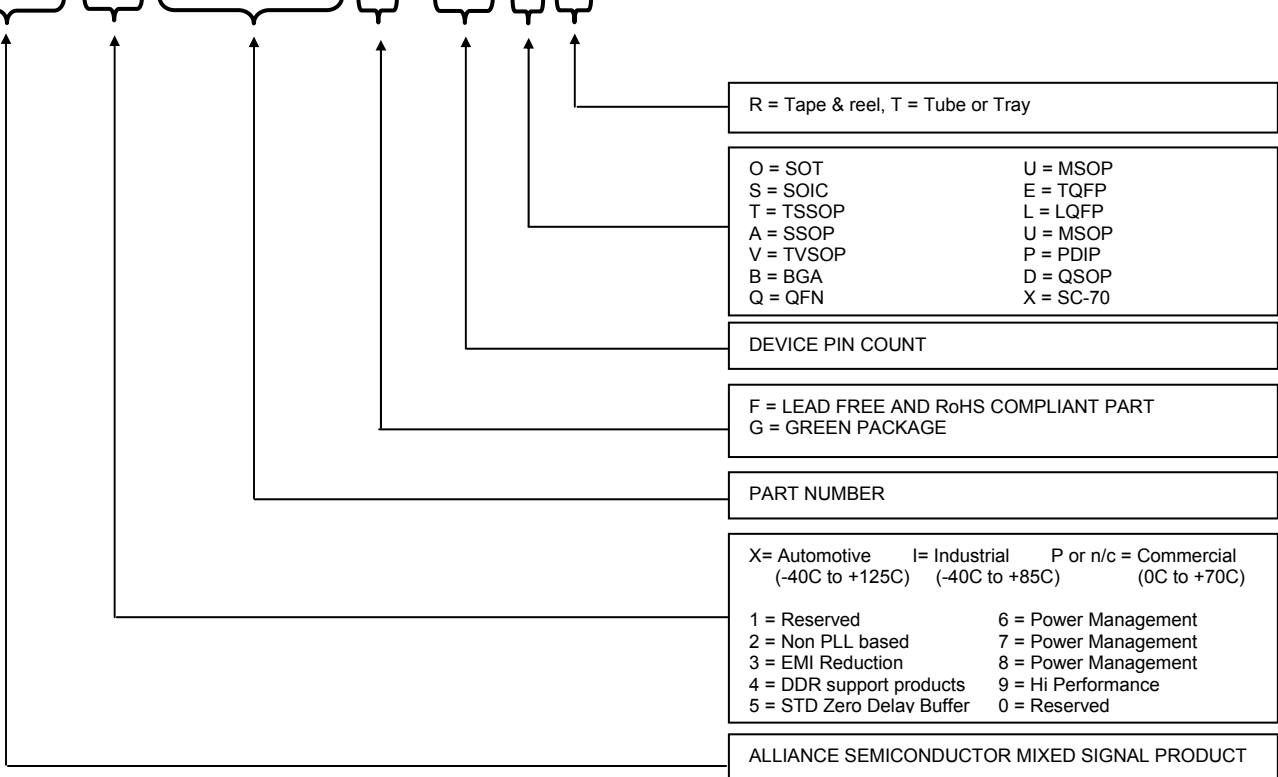 R = Tape & reel, T = Tube or Tray
O = SOT U = MSOP
S = SOIC E = TQFP
T = TSSOP L = LQFP
A = SSOP U = MSOP
V = TVSOP P = PDIP
B = BGA D = QSOP
Q = QFN X = SC-70
DEVICE PIN COUNT
F = LEAD FREE AND RoHS COMPLIANT PART
G = GREEN PACKAGE
PART NUMBER
X= Automotive I= Industrial P or n/c = Commercial
(-40C to +125C) (-40C to +85C) (0C to +70C)
1 = Reserved 6 = Power Management
2 = Non PLL based 7 = Power Management
3 = EMI Reduction 8 = Power Management
4 = DDR support products 9 = Hi Performance
5 = STD Zero Delay Buffer 0 = Reserved
ALLIANCE SEMICONDUCTOR MIXED SIGNAL PRODUCT